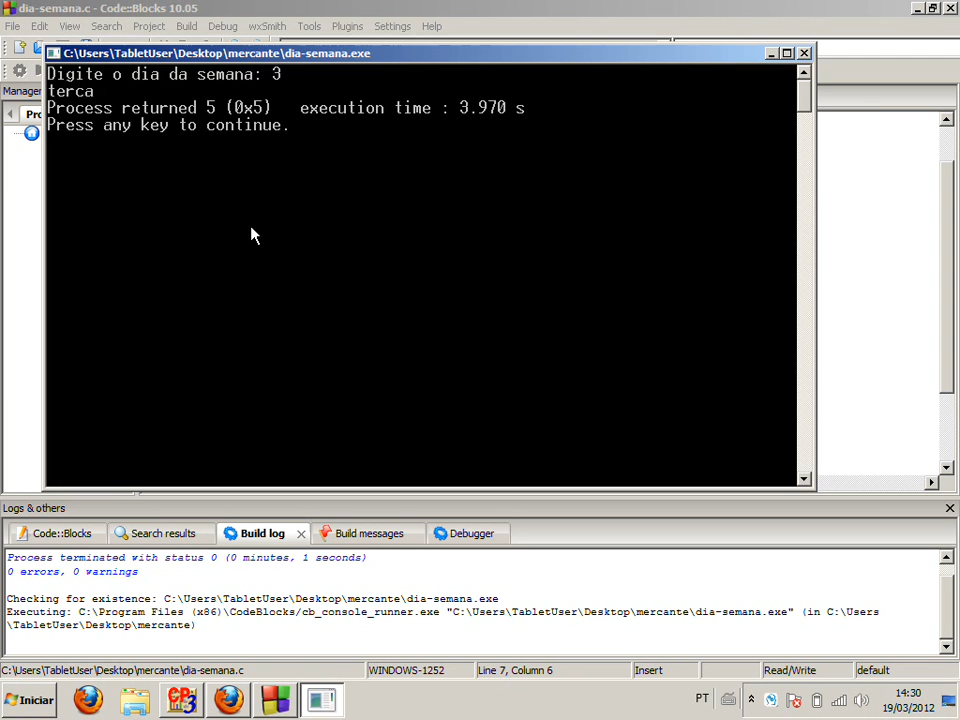 dia-semana.c - Code::Blocks 10.05
File Edit View Search Project Build Debug wxSmith Tools Plugins Settings Help
C:\Users\TabletUser\Desktop\mercante\dia-semana.exe
Digite o dia da semana: 3
terca
Process returned 5 (0x5)   execution time : 3.970 s
Press any key to continue.
Manager
Pro
Logs & others
Code::Blocks Search results Build log Build messages Debugger
Process terminated with status 0 (0 minutes, 1 seconds)
0 errors, 0 warnings
Checking for existence: C:\Users\TabletUser\Desktop\mercante\dia-semana.exe
Executing: C:\Program Files (x86)\CodeBlocks/cb_console_runner.exe "C:\Users\TabletUser\Desktop\mercante\dia-semana.exe" (in C:\Users
\TabletUser\Desktop\mercante)
C:\Users\TabletUser\Desktop\mercante\dia-semana.c WINDOWS-1252 Line 7, Column 6 Insert Read/Write default
Iniciar CP3 PT 14:30
19/03/2012